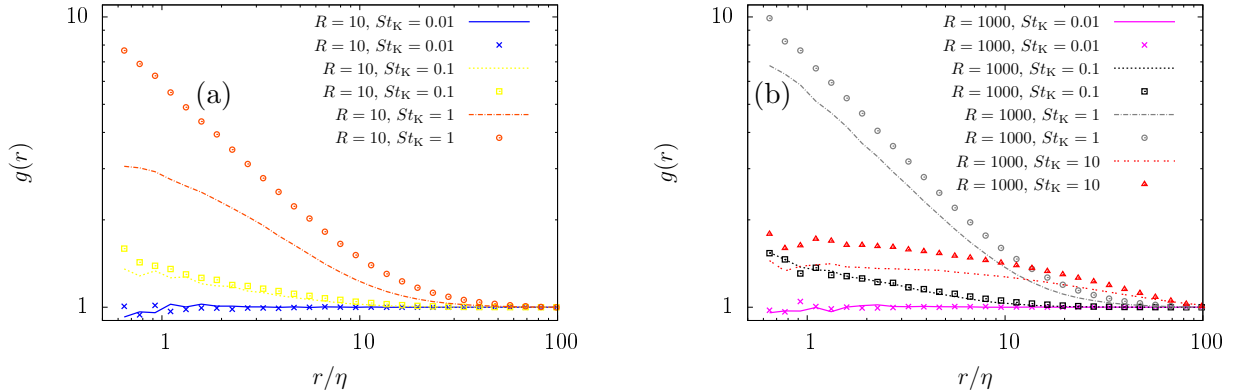 10
1
g(r)
1
10
100
r/η
(a)
R = 10, St_K = 0.01
R = 10, St_K = 0.01
R = 10, St_K = 0.1
R = 10, St_K = 0.1
R = 10, St_K = 1
R = 10, St_K = 1
10
1
g(r)
1
10
100
r/η
(b)
R = 1000, St_K = 0.01
R = 1000, St_K = 0.01
R = 1000, St_K = 0.1
R = 1000, St_K = 0.1
R = 1000, St_K = 1
R = 1000, St_K = 1
R = 1000, St_K = 10
R = 1000, St_K = 10